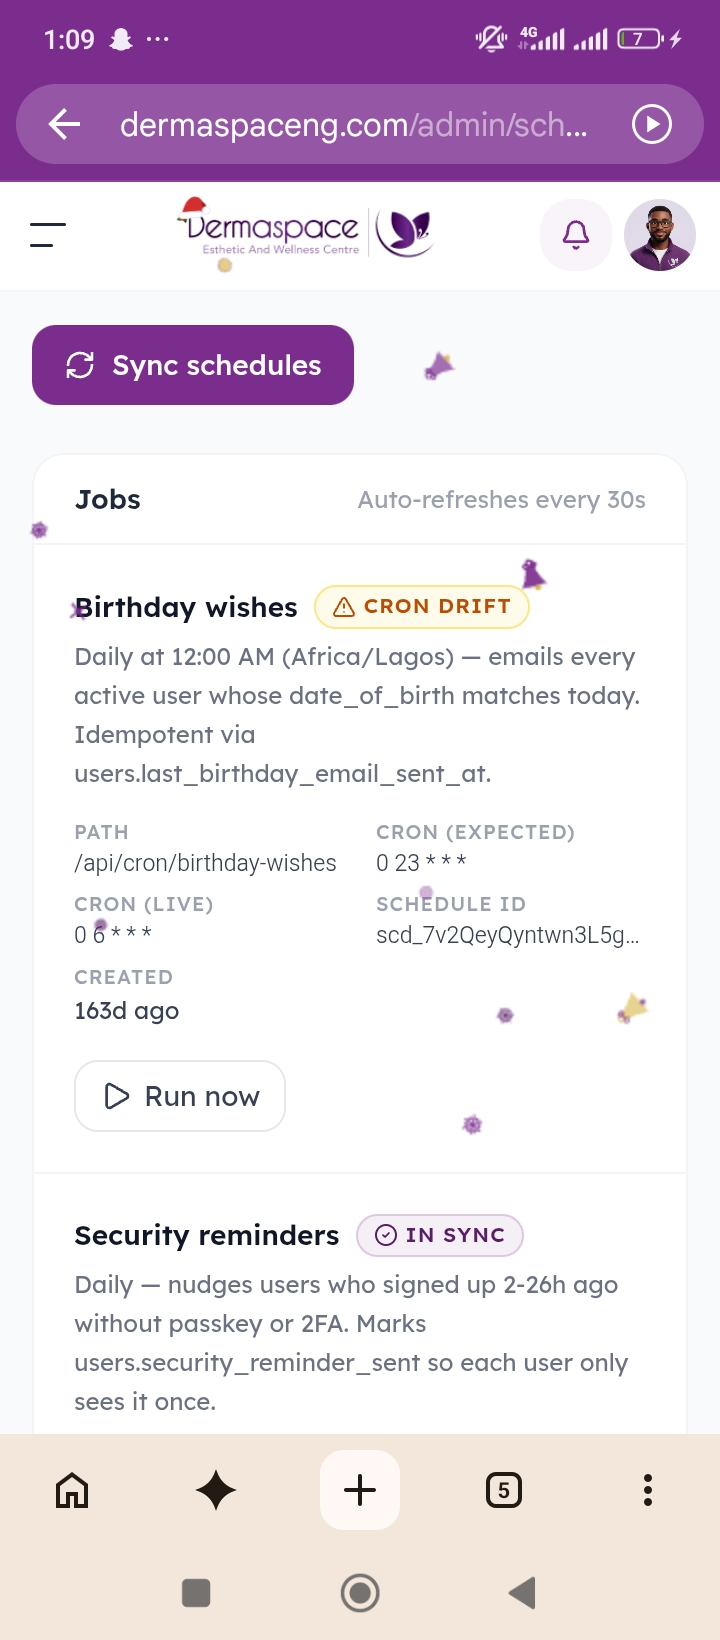 1:09
4G
7
dermaspaceng.com/admin/sch...
Dermaspace
Esthetic And Wellness Centre
Sync schedules
Jobs
Auto-refreshes every 30s
Birthday wishes
CRON DRIFT
Daily at 12:00 AM (Africa/Lagos) — emails every
active user whose date_of_birth matches today.
Idempotent via
users.last_birthday_email_sent_at.
PATH
CRON (EXPECTED)
/api/cron/birthday-wishes
0 23 * * *
CRON (LIVE)
SCHEDULE ID
0 6 * * *
scd_7v2QeyQyntwn3L5g...
CREATED
163d ago
Run now
Security reminders
IN SYNC
Daily — nudges users who signed up 2-26h ago
without passkey or 2FA. Marks
users.security_reminder_sent so each user only
sees it once.
5